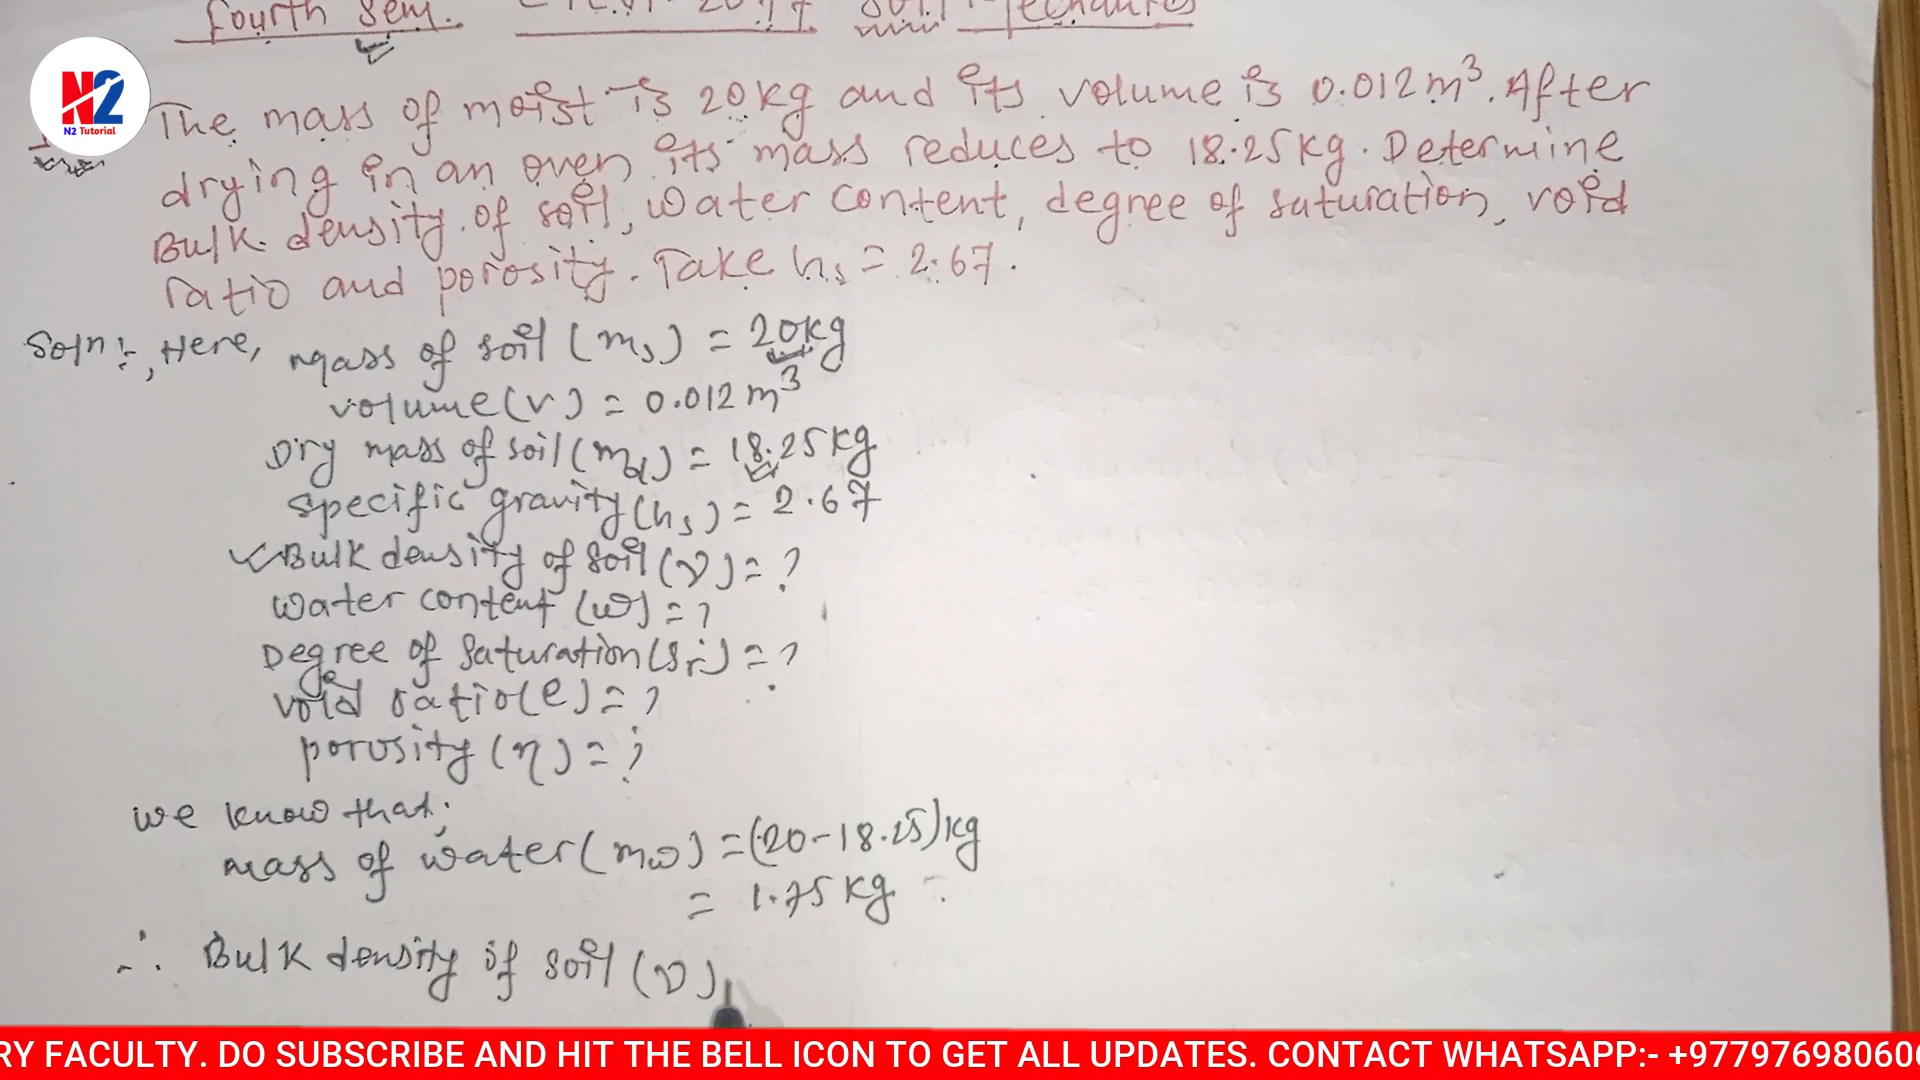 Fourth Sem.
N2
N2 Tutorial
The mass of moist is 20kg and its volume is 0.012m³. After
drying in an oven its mass reduces to 18.25kg. Determine
Bulk density of soil, water content, degree of saturation, void
ratio and porosity. Take hs = 2.67.
Soln:-, Here, mass of soil (ms) = 20kg
volume(v) = 0.012 m³
Dry mass of soil(md) = 18.25kg
specific gravity(hs) = 2.67
Bulk density of soil(γ) = ?
water content (w) = ?
Degree of saturation(Sr) = ?
void ratio(e) = ?
porosity (η) = ?
we know that;
mass of water(mw) = (20-18.25)kg
= 1.75kg
∴ Bulk density of soil(γ)
RY FACULTY. DO SUBSCRIBE AND HIT THE BELL ICON TO GET ALL UPDATES. CONTACT WHATSAPP:- +977976980606